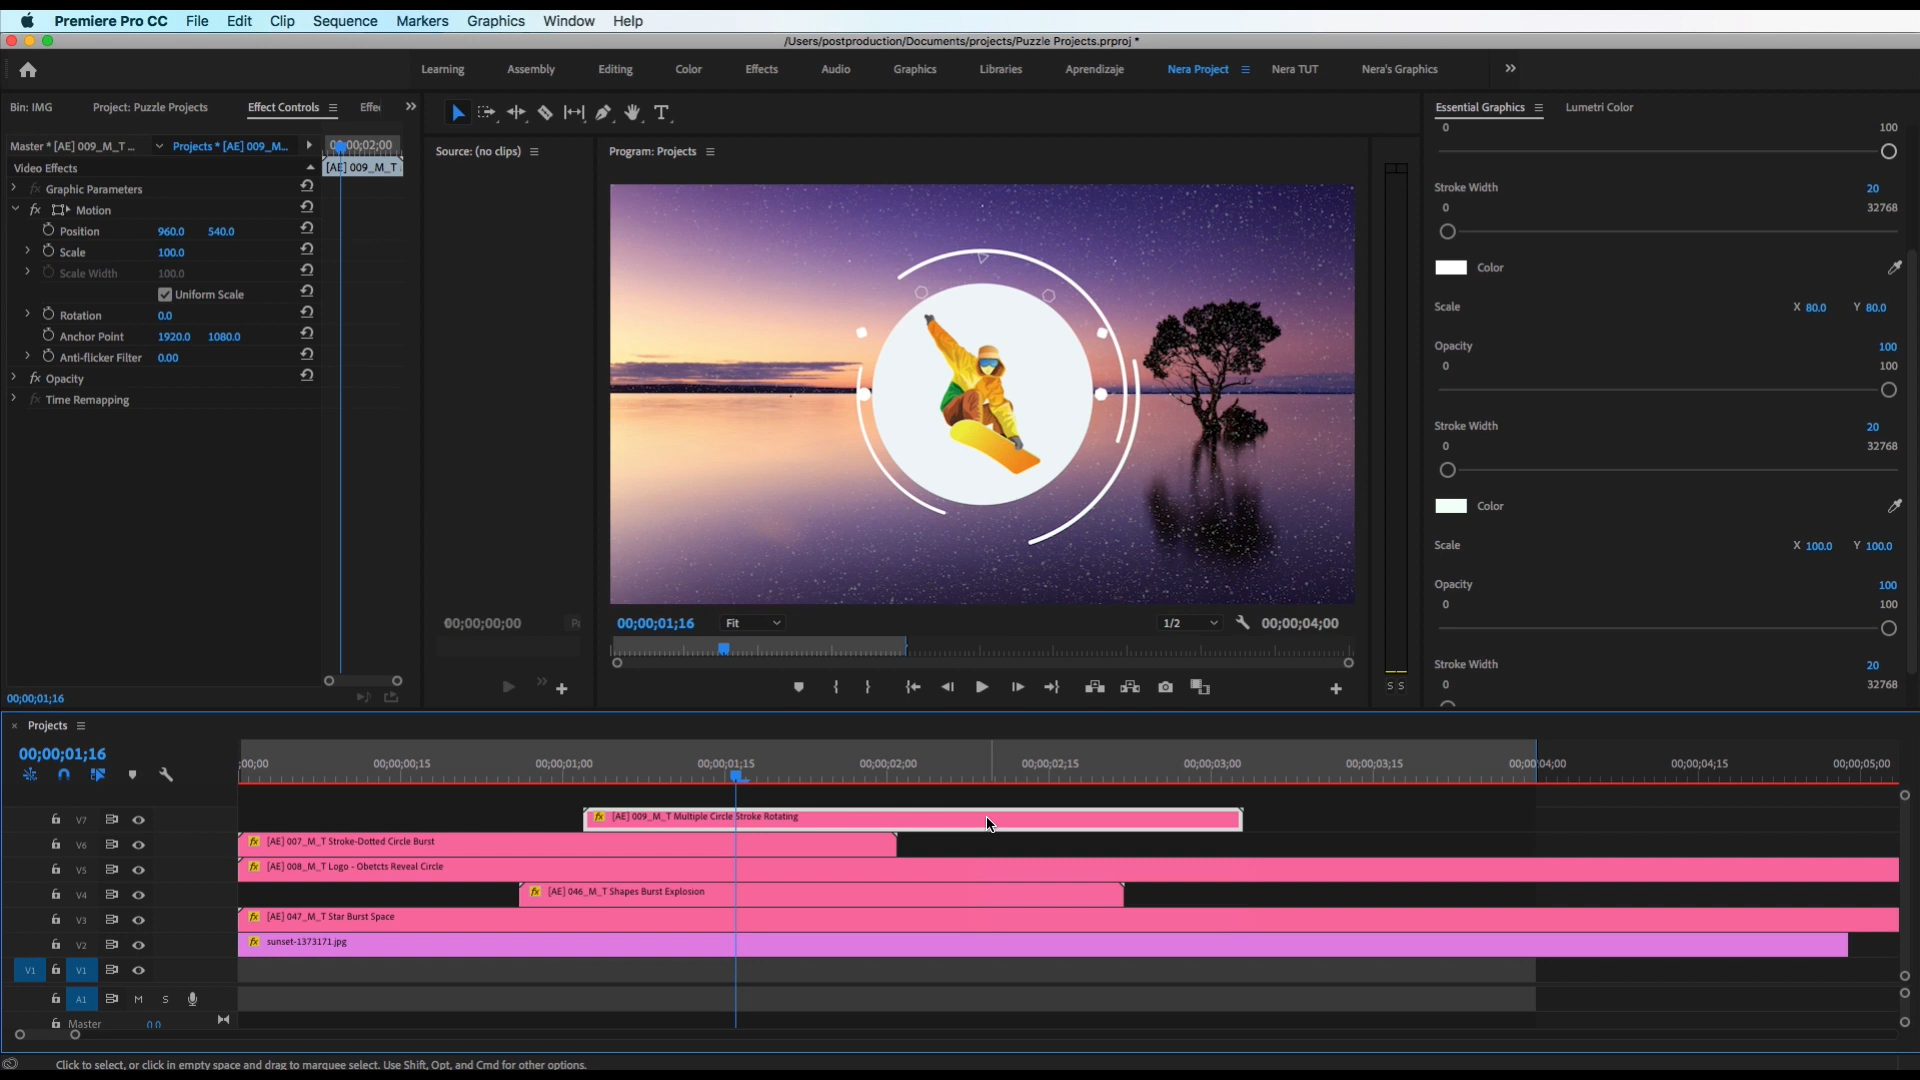 Premiere Pro CC File Edit Clip Sequence Markers Graphics Window Help
/Users/postproduction/Documents/projects/Puzzle Projects.prproj *
Learning Assembly Editing Color Effects Audio Graphics Libraries Aprendizaje Nera Project Nera TUT Nera's Graphics
Bin: IMG Project: Puzzle Projects Effect Controls Effec
Master * [AE] 009_M_T ... Projects * [AE] 009_M...
[AE] 009_M_T
Video Effects
fx Graphic Parameters
fx Motion
Position 960.0 540.0
Scale 100.0
Scale Width 100.0
Uniform Scale
Rotation 0.0
Anchor Point 1920.0 1080.0
Anti-flicker Filter 0.00
fx Opacity
fx Time Remapping
00;00;01;16
Source: (no clips)
00;00;00;00
Program: Projects
00;00;01;16 Fit 1/2 00;00;04;00
S S
Essential Graphics Lumetri Color
0 100
Stroke Width 20
0 32768
Color
Scale X 80.0 Y 80.0
Opacity 100
0 100
Stroke Width 20
0 32768
Color
Scale X 100.0 Y 100.0
Opacity 100
0 100
Stroke Width 20
0 32768
Projects
00;00;01;16
;00;00 00;00;00;15 00;00;01;00 00;00;01;15 00;00;02;00 00;00;02;15 00;00;03;00 00;00;03;15 00;00;04;00 00;00;04;15 00;00;05;00
V7 fx [AE] 009_M_T Multiple Circle Stroke Rotating
V6 fx [AE] 007_M_T Stroke-Dotted Circle Burst
V5 fx [AE] 008_M_T Logo - Obetcts Reveal Circle
V4 fx [AE] 046_M_T Shapes Burst Explosion
V3 fx [AE] 047_M_T Star Burst Space
V2 fx sunset-1373171.jpg
V1 V1
A1 M S
Master 0.0
Click to select, or click in empty space and drag to marquee select. Use Shift, Opt, and Cmd for other options.